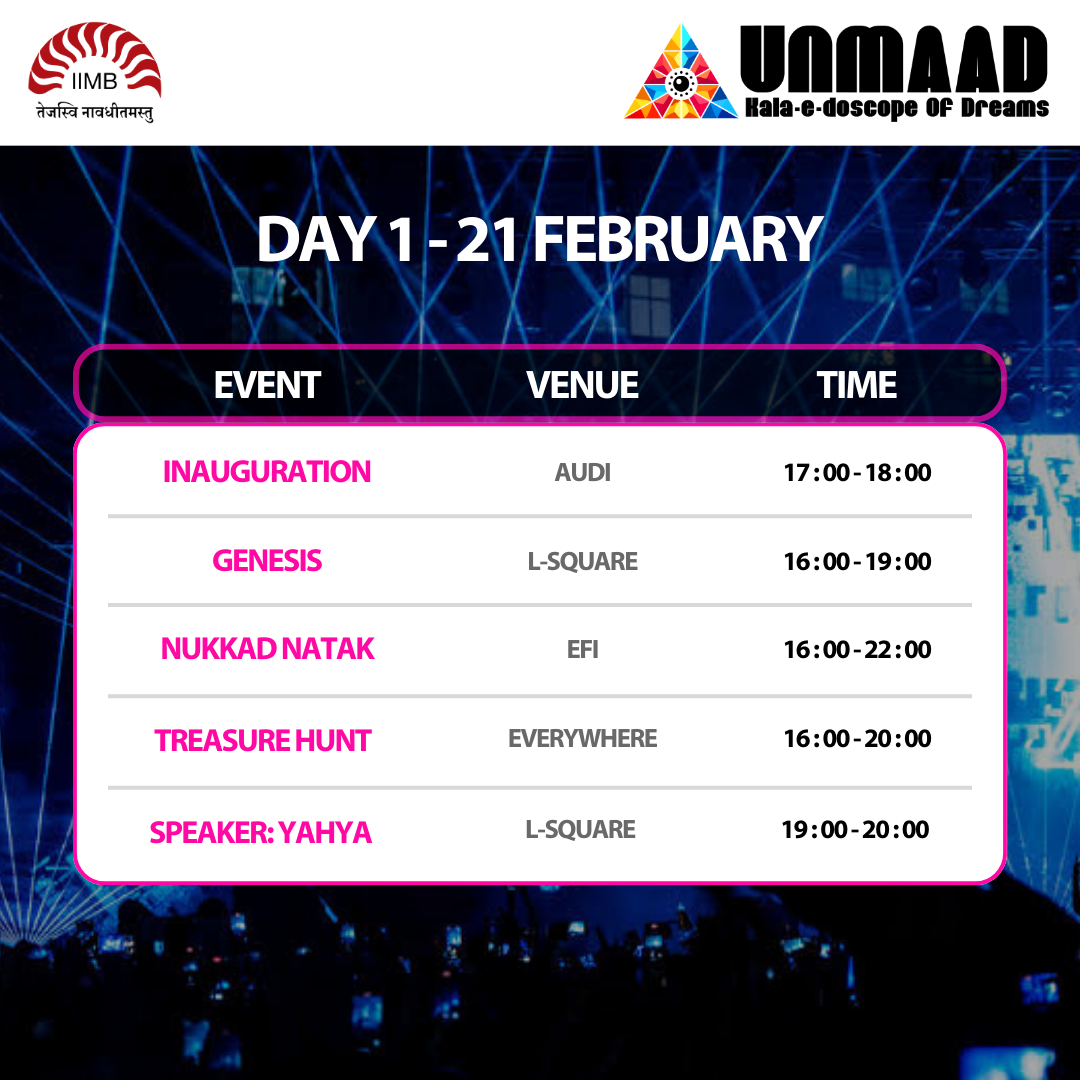 IIMB
तेजस्वि नावधीतमस्तु
UNMAAD
Kala-e-doscope Of Dreams
DAY 1 - 21 FEBRUARY
EVENT VENUE TIME
INAUGURATION AUDI 17:00-18:00
GENESIS L-SQUARE 16:00-19:00
NUKKAD NATAK EFI 16:00-22:00
TREASURE HUNT EVERYWHERE 16:00-20:00
SPEAKER: YAHYA L-SQUARE 19:00-20:00